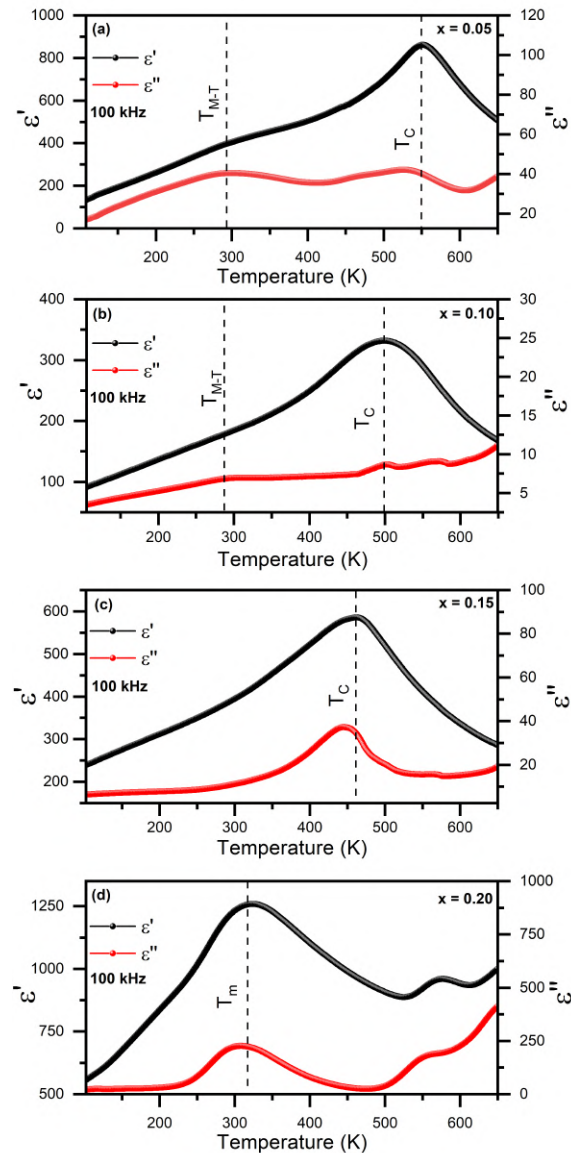 (a)
x = 0.05
ε'
ε''
100 kHz
T_M-T
T_C
ε'
ε''
1000
800
600
400
200
0
120
100
80
60
40
20
200 300 400 500 600
Temperature (K)
(b)
x = 0.10
ε'
ε''
100 kHz
T_M-T
T_C
ε'
ε''
400
300
200
100
30
25
20
15
10
5
200 300 400 500 600
Temperature (K)
(c)
x = 0.15
ε'
ε''
100 kHz
T_C
ε'
ε''
600
500
400
300
200
100
80
60
40
20
200 300 400 500 600
Temperature (K)
(d)
x = 0.20
ε'
ε''
100 kHz
T_m
ε'
ε''
1250
1000
750
500
1000
750
500
250
0
200 300 400 500 600
Temperature (K)